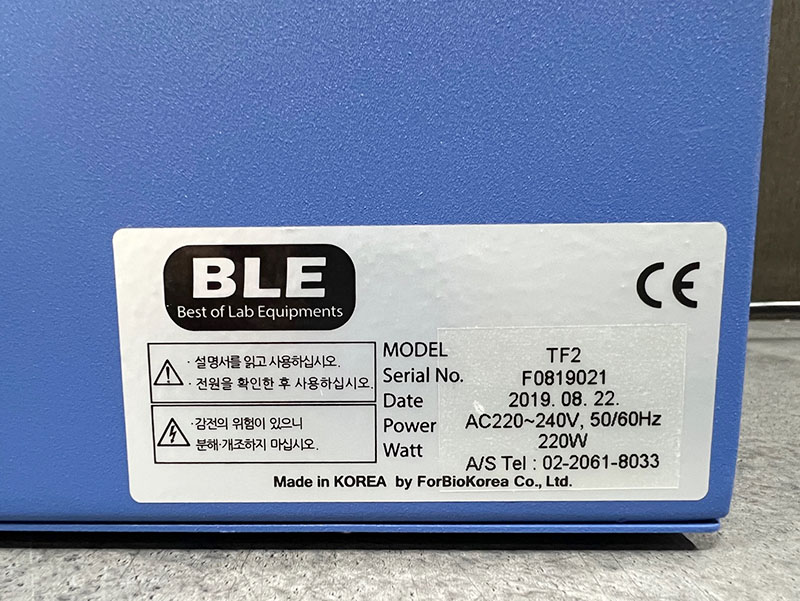 BLE
Best of Lab Equipments
CE
· 설명서를 읽고 사용하십시오.
· 전원을 확인한 후 사용하십시오.
· 감전의 위험이 있으니
분해·개조하지 마십시오.
MODEL TF2
Serial No. F0819021
Date 2019. 08. 22.
Power AC220~240V, 50/60Hz
Watt 220W
A/S Tel : 02-2061-8033
Made in KOREA by ForBioKorea Co., Ltd.